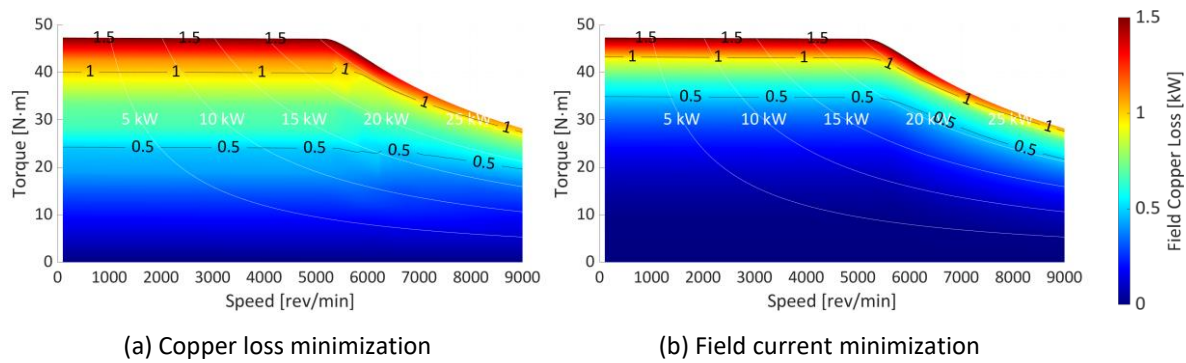 50
40
30
20
10
0
Torque [N·m]
1.5 1.5 1.5
1 1 1 1 1 1
5 kW 10 kW 15 kW 20 kW 25 kW
0.5 0.5 0.5 0.5 0.5 0.5
0 1000 2000 3000 4000 5000 6000 7000 8000 9000
Speed [rev/min]
(a) Copper loss minimization
50
40
30
20
10
0
Torque [N·m]
1.5 1.5 1.5
1 1 1 1 1 1
0.5 0.5 0.5 0.5 0.5 0.5
5 kW 10 kW 15 kW 20 kW 25 kW
0 1000 2000 3000 4000 5000 6000 7000 8000 9000
Speed [rev/min]
(b) Field current minimization
1.5
1
0.5
0
Field Copper Loss [kW]